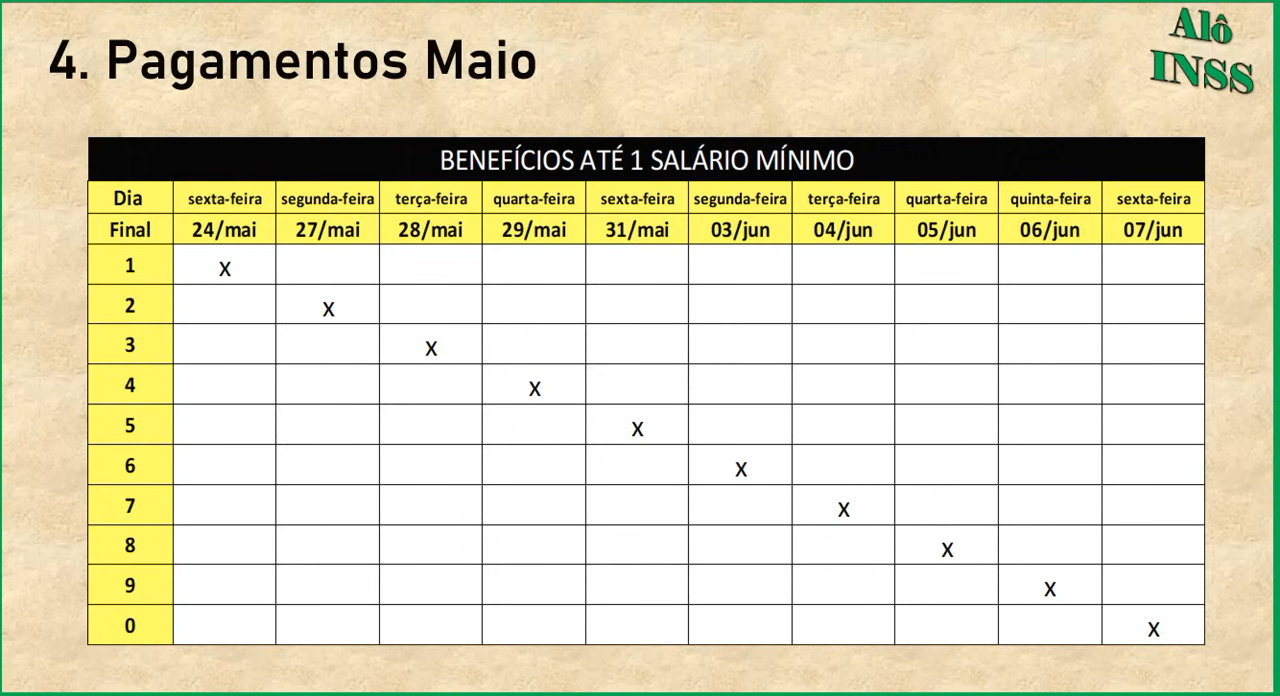 4. Pagamentos Maio
Alô
INSS
BENEFÍCIOS ATÉ 1 SALÁRIO MÍNIMO
Dia sexta-feira segunda-feira terça-feira quarta-feira sexta-feira segunda-feira terça-feira quarta-feira quinta-feira sexta-feira
Final 24/mai 27/mai 28/mai 29/mai 31/mai 03/jun 04/jun 05/jun 06/jun 07/jun
1 x
2 x
3 x
4 x
5 x
6 x
7 x
8 x
9 x
0 x